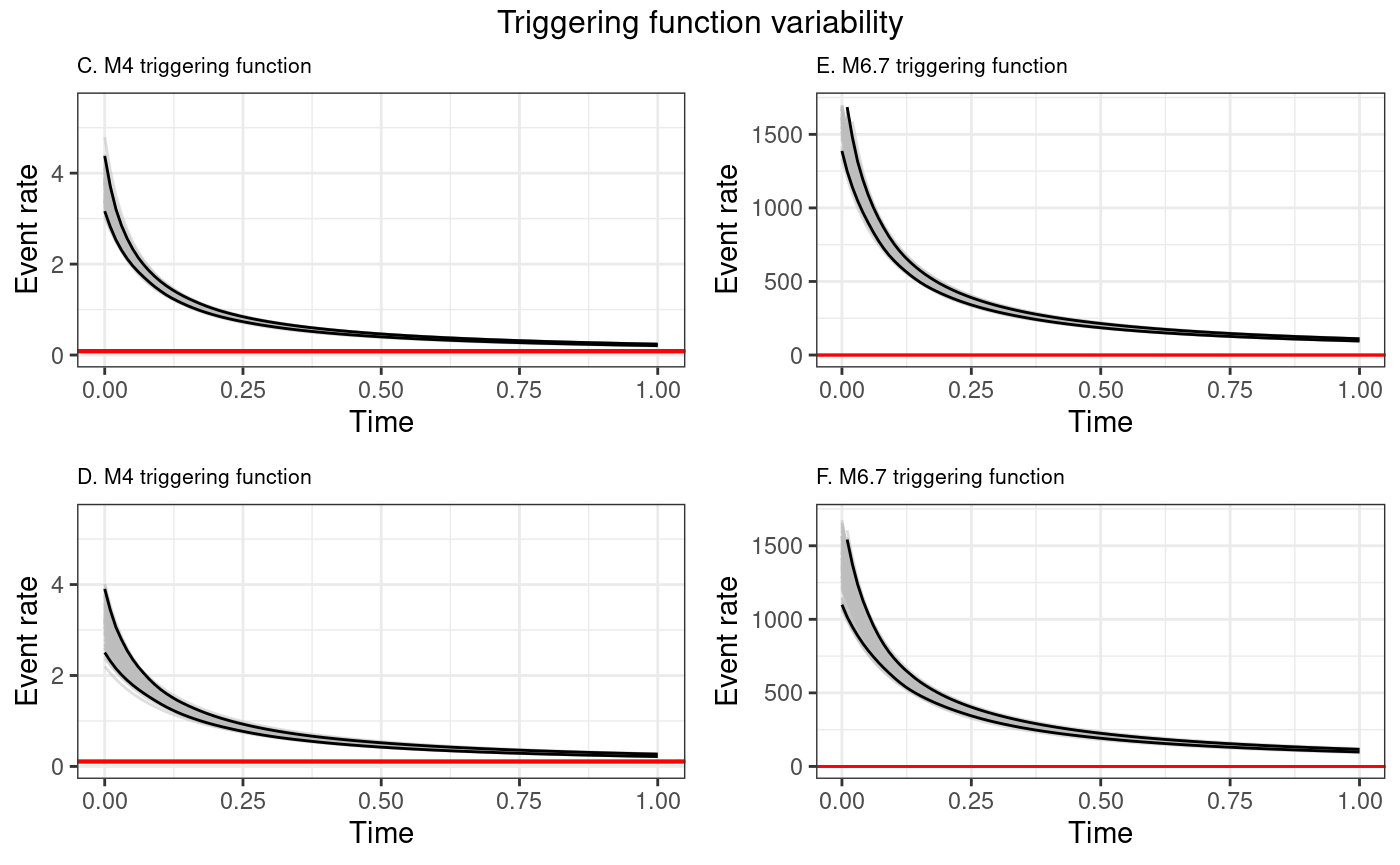 Triggering function variability
C. M4 triggering function
Event rate
4
2
0
0.00 0.25 0.50 0.75 1.00
Time
E. M6.7 triggering function
Event rate
1500
1000
500
0
0.00 0.25 0.50 0.75 1.00
Time
D. M4 triggering function
Event rate
4
2
0
0.00 0.25 0.50 0.75 1.00
Time
F. M6.7 triggering function
Event rate
1500
1000
500
0
0.00 0.25 0.50 0.75 1.00
Time